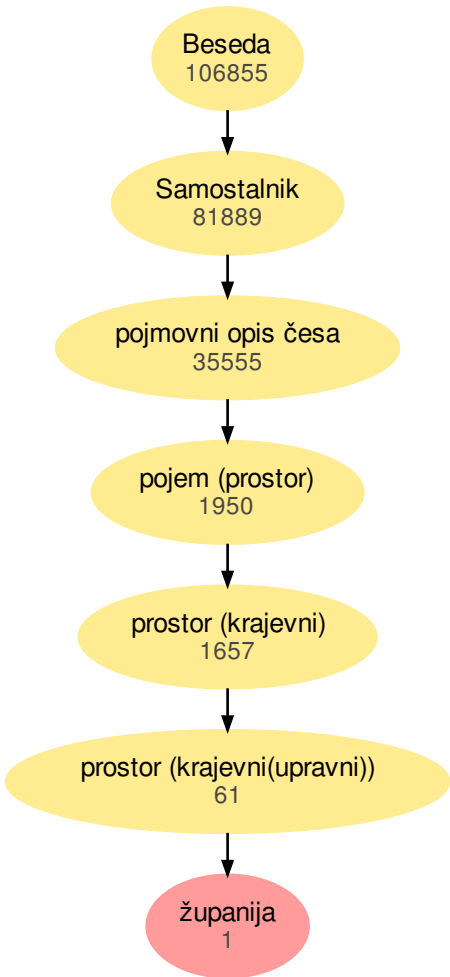 Beseda
106855
Samostalnik
81889
pojmovni opis česa
35555
pojem (prostor)
1950
prostor (krajevni)
1657
prostor (krajevni(upravni))
61
županija
1